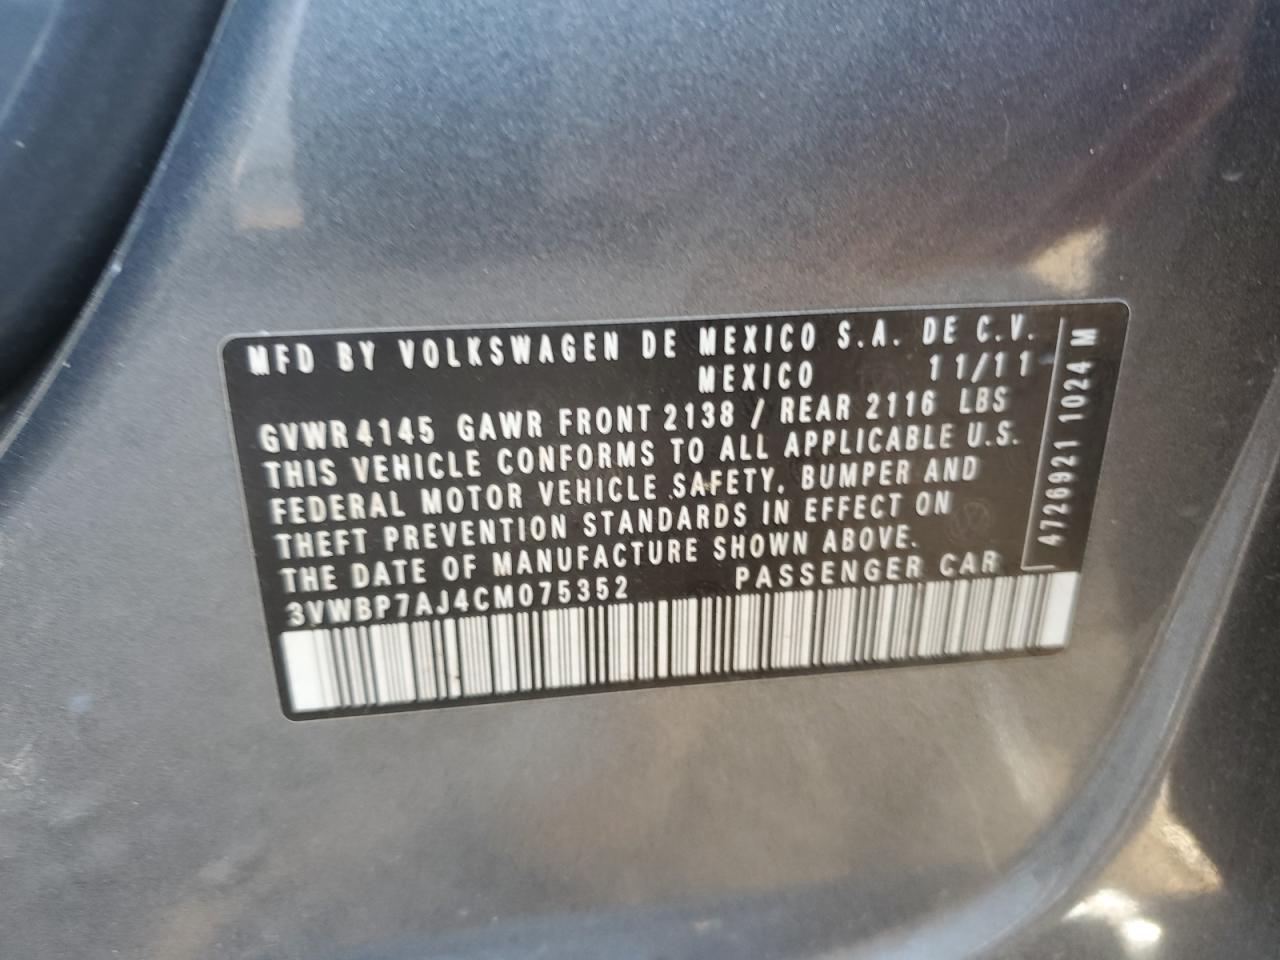 MFD BY VOLKSWAGEN DE MEXICO S.A. DE C.V.
MEXICO 11/11
GVWR 4145 GAWR FRONT 2138 / REAR 2116 LBS
THIS VEHICLE CONFORMS TO ALL APPLICABLE U.S.
FEDERAL MOTOR VEHICLE SAFETY, BUMPER AND
THEFT PREVENTION STANDARDS IN EFFECT ON
THE DATE OF MANUFACTURE SHOWN ABOVE.
3VWBP7AJ4CM075352 PASSENGER CAR
4726921 1024 M